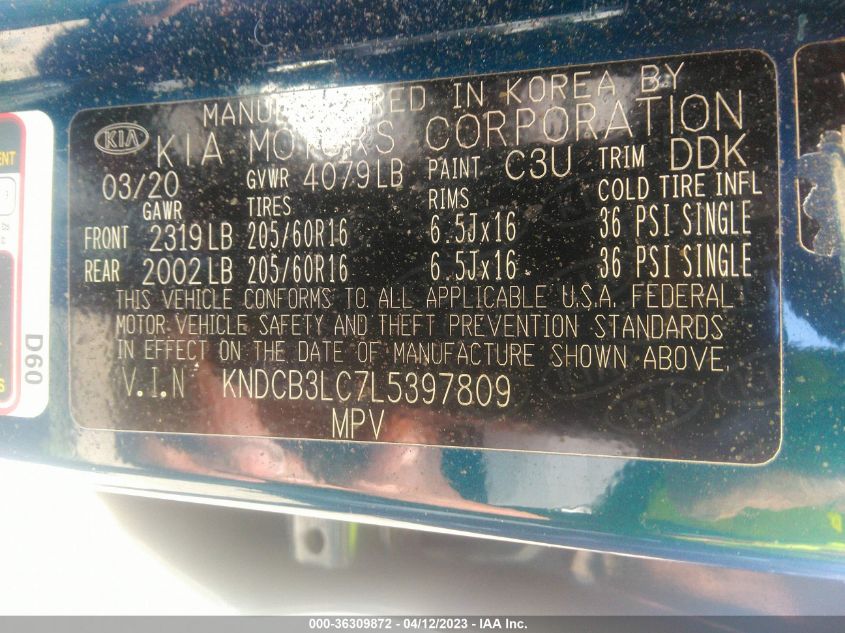 MANUFACTURED IN KOREA BY
KIA KIA MOTORS CORPORATION
03/20 GVWR 4079LB PAINT C3U TRIM DDK
GAWR TIRES RIMS COLD TIRE INFL
FRONT 2319LB 205/60R16 6.5Jx16 36 PSI SINGLE
REAR 2002LB 205/60R16 6.5Jx16 36 PSI SINGLE
THIS VEHICLE CONFORMS TO ALL APPLICABLE U.S.A. FEDERAL
MOTOR VEHICLE SAFETY AND THEFT PREVENTION STANDARDS
IN EFFECT ON THE DATE OF MANUFACTURE SHOWN ABOVE.
V.I.N KNDCB3LC7L5397809
MPV
D60
000-36309872 - 04/12/2023 - IAA Inc.